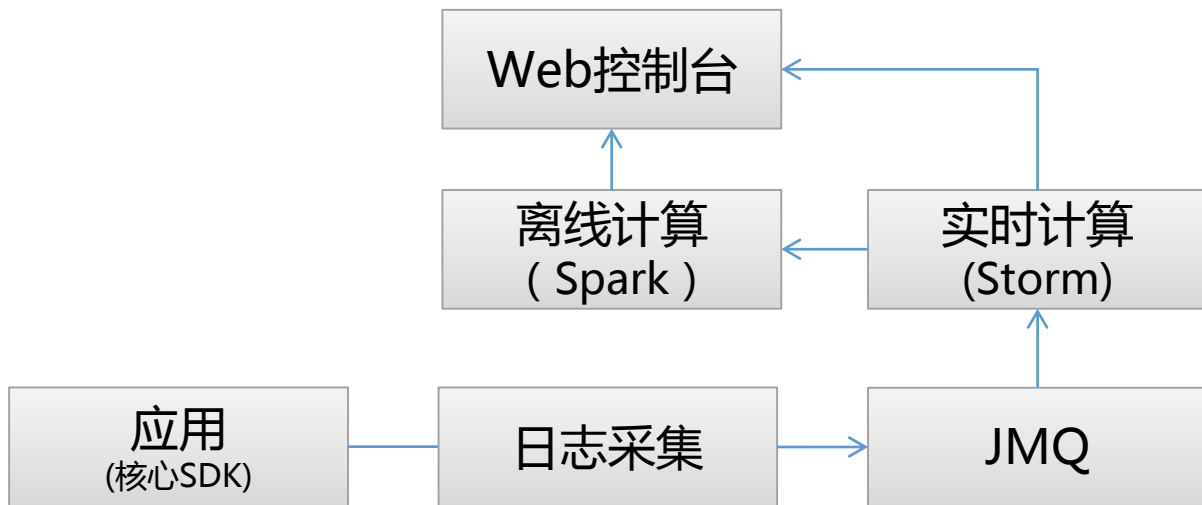 Web控制台
离线计算
（Spark）
实时计算
(Storm)
应用
(核心SDK)
日志采集
JMQ